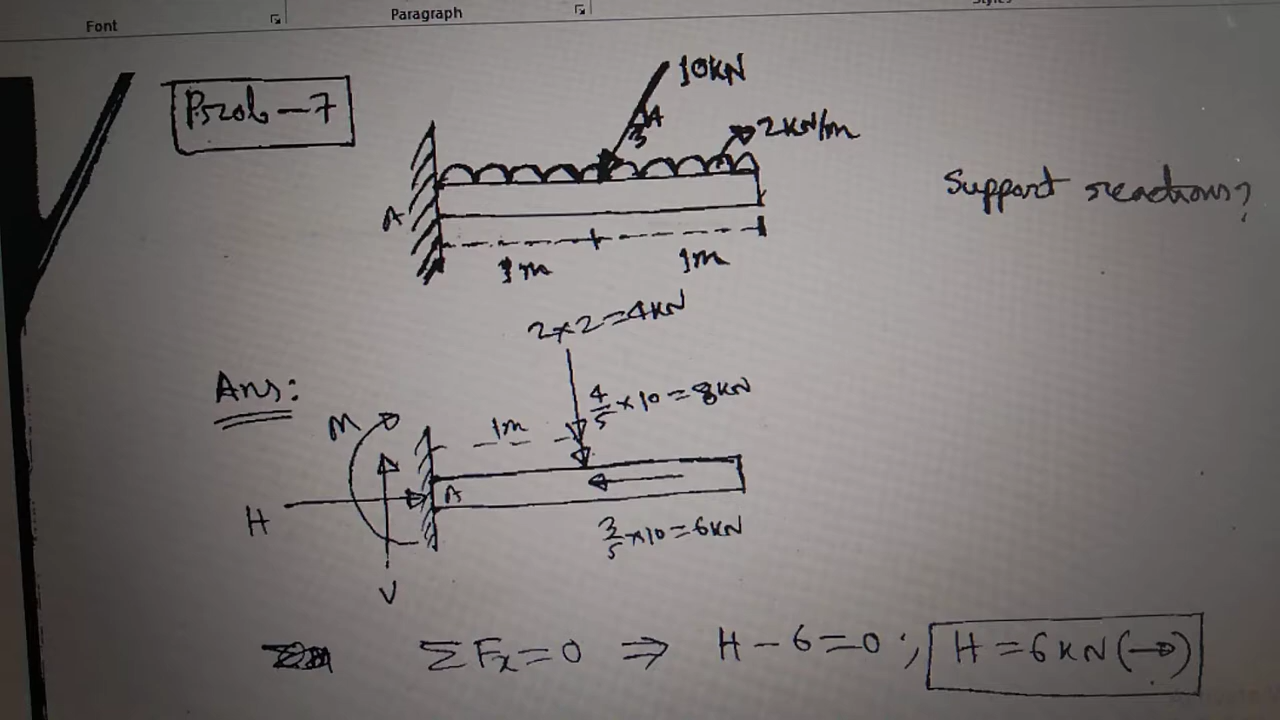 Font
Paragraph
Styles
Prob-7
10KN
4
3
2KN/m
A
1m
1m
Support reactions?
2×2=4KN
Ans:
4/5 ×10=8KN
M
1m
A
H
3/5 ×10=6KN
V
ΣFx=0 ⇒ H-6=0; H=6KN(→)